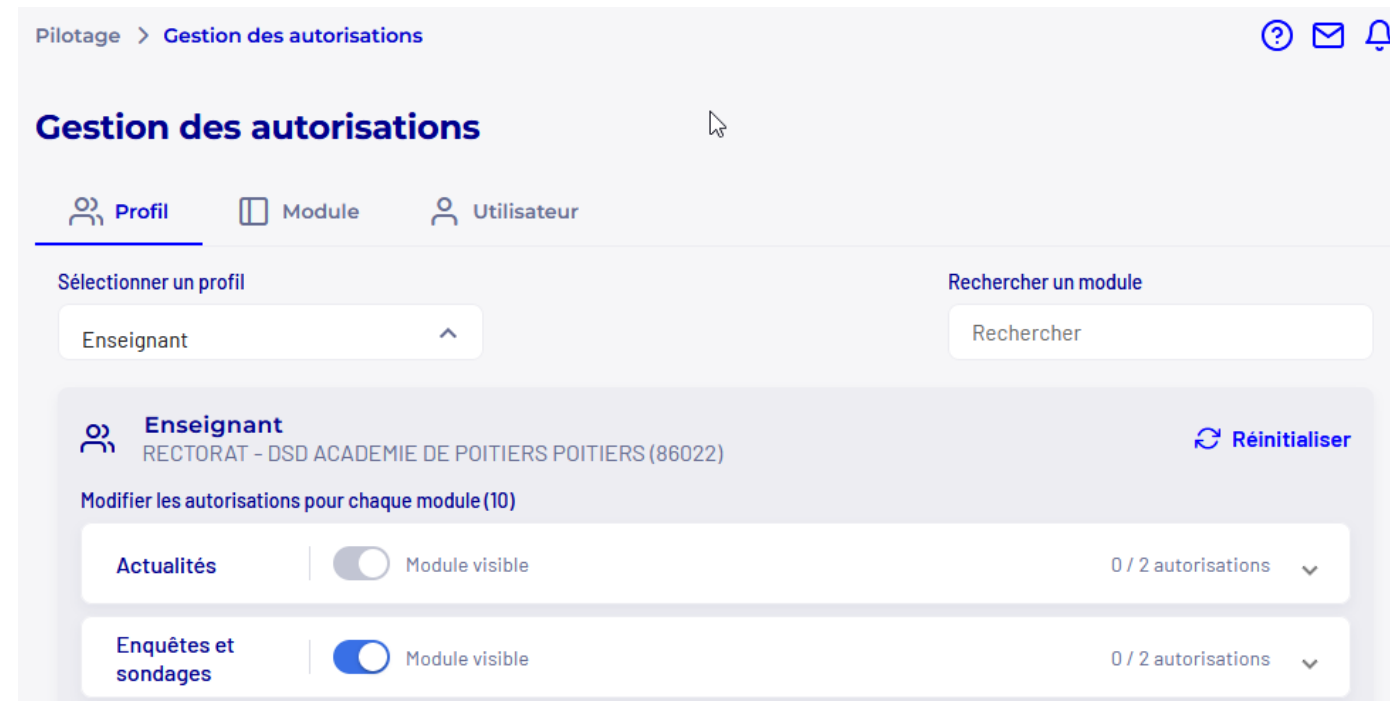 Pilotage > Gestion des autorisations
Gestion des autorisations
Profil Module Utilisateur
Sélectionner un profil Rechercher un module
Enseignant Rechercher
Enseignant
RECTORAT - DSD ACADEMIE DE POITIERS POITIERS (86022)
Réinitialiser
Modifier les autorisations pour chaque module (10)
Actualités Module visible 0 / 2 autorisations
Enquêtes et
sondages Module visible 0 / 2 autorisations